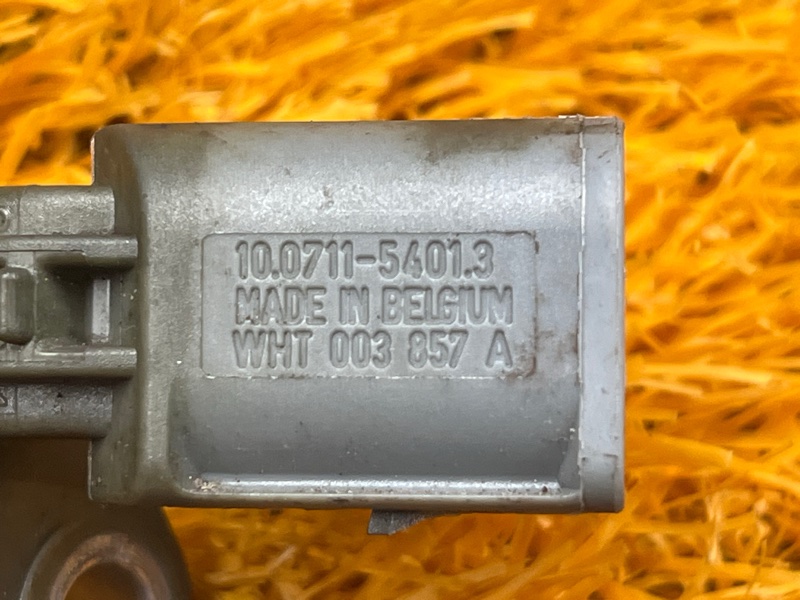 10.0711-5401.3
MADE IN BELGIUM
WHT 003 857 A